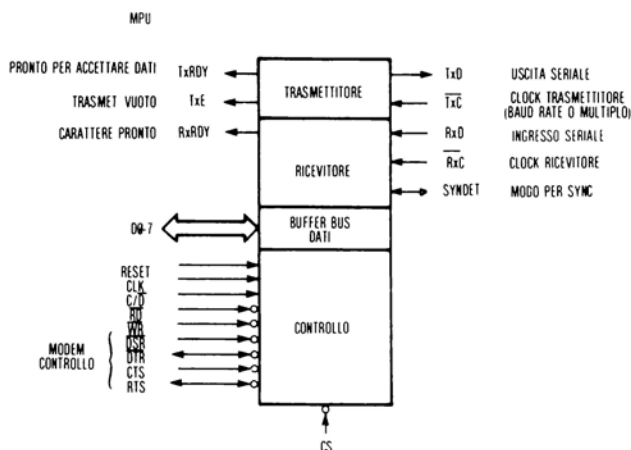 MPU
PRONTO PER ACCETTARE DATI TxRDY
TRASMET VUOTO TxE
CARATTERE PRONTO RxRDY
TRASMETTITORE
TxD USCITA SERIALE
TxC CLOCK TRASMETTITORE
(BAUD RATE O MULTIPLO)
RxD INGRESSO SERIALE
RICEVITORE
RxC CLOCK RICEVITORE
SYNDET MODO PER SYNC
D0-7
BUFFER BUS
DATI
RESET
CLK
C/D
RD
WR
DSR
DTR
CTS
RTS
MODEM
CONTROLLO
CONTROLLO
CS